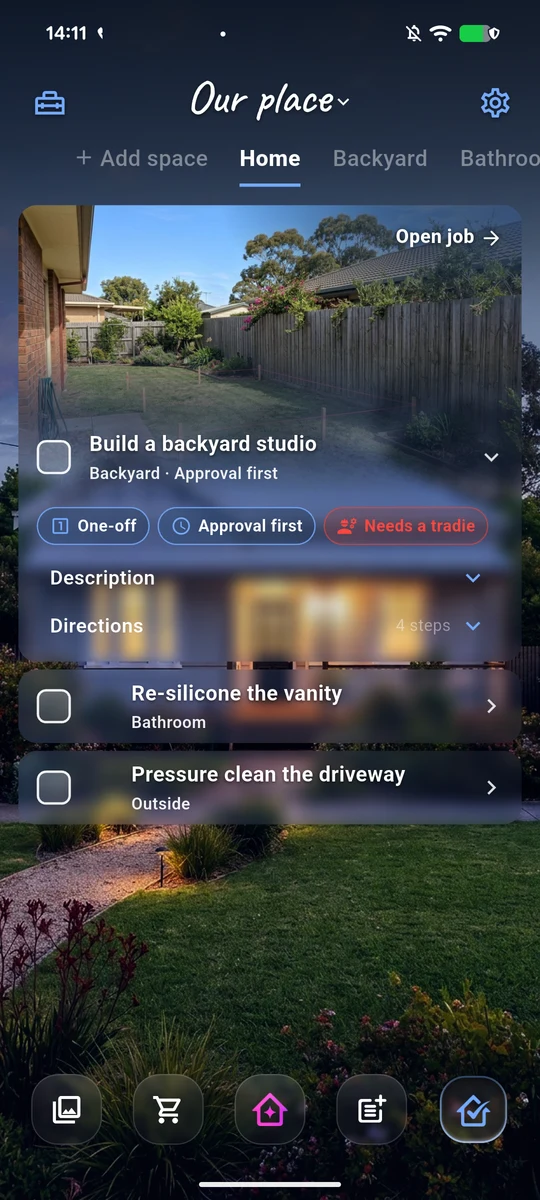 14:11
Our place
+ Add space Home Backyard Bathroo
Open job →
Build a backyard studio
Backyard · Approval first
1 One-off Approval first Needs a tradie
Description
Directions 4 steps
Re-silicone the vanity
Bathroom
Pressure clean the driveway
Outside